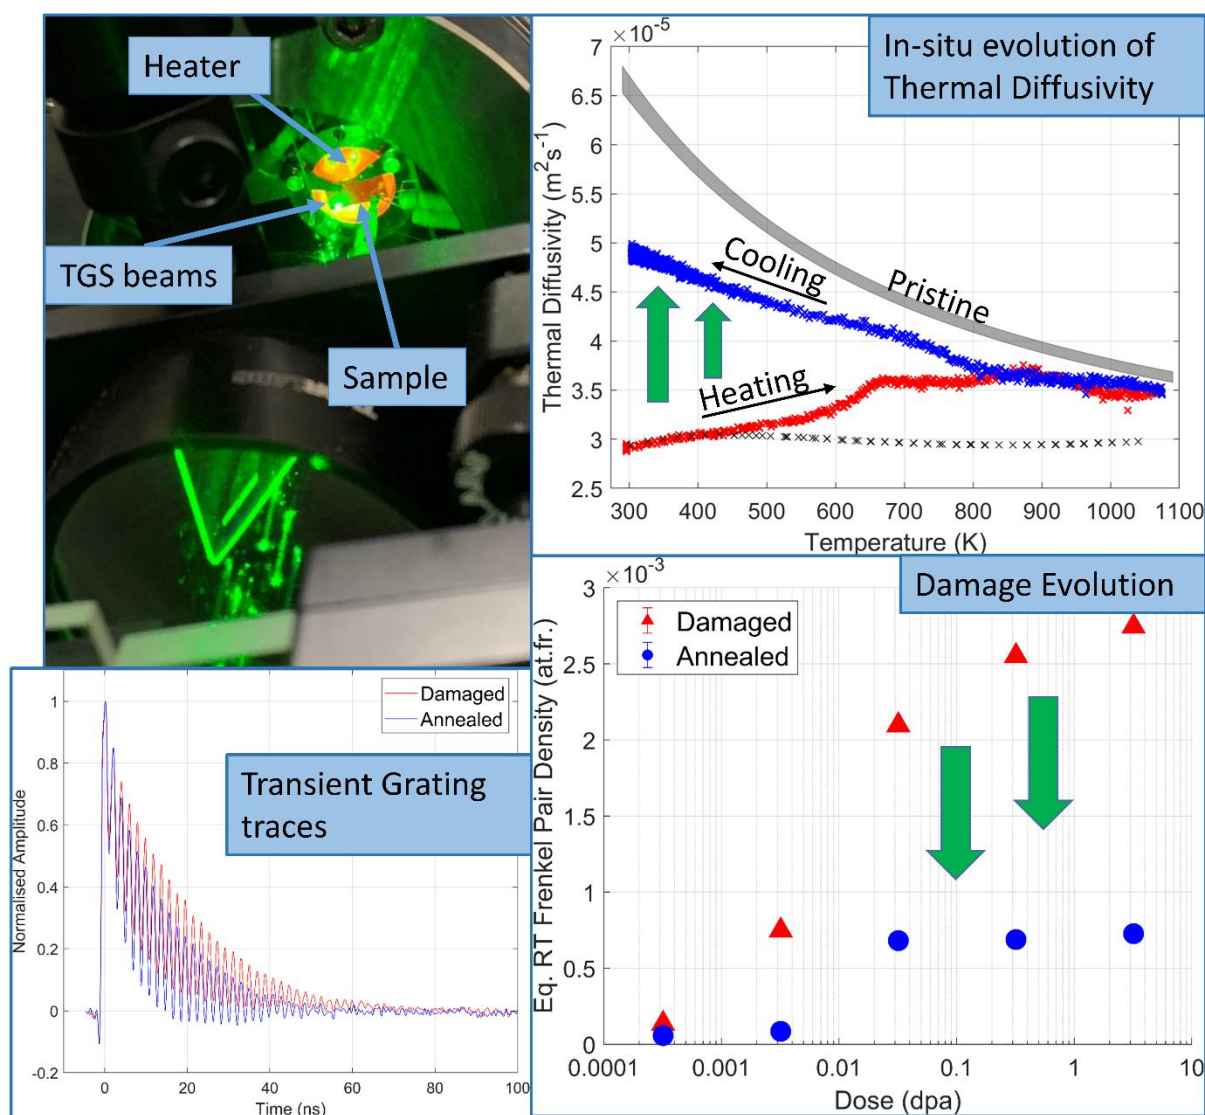 Heater
TGS beams
Sample
In-situ evolution of
Thermal Diffusivity
×10⁻⁵
7
6.5
6
5.5
5
4.5
4
3.5
3
2.5
Thermal Diffusivity (m²s⁻¹)
Cooling
Pristine
Heating
300 400 500 600 700 800 900 1000 1100
Temperature (K)
Transient Grating
traces
Damaged
Annealed
1
0.8
0.6
0.4
0.2
0
-0.2
Normalised Amplitude
0 20 40 60 80 100
Time (ns)
Damage Evolution
×10⁻³
3
2.5
2
1.5
1
0.5
0
Eq. RT Frenkel Pair Density (at.fr.)
Damaged
Annealed
0.0001 0.001 0.01 0.1 1 10
Dose (dpa)